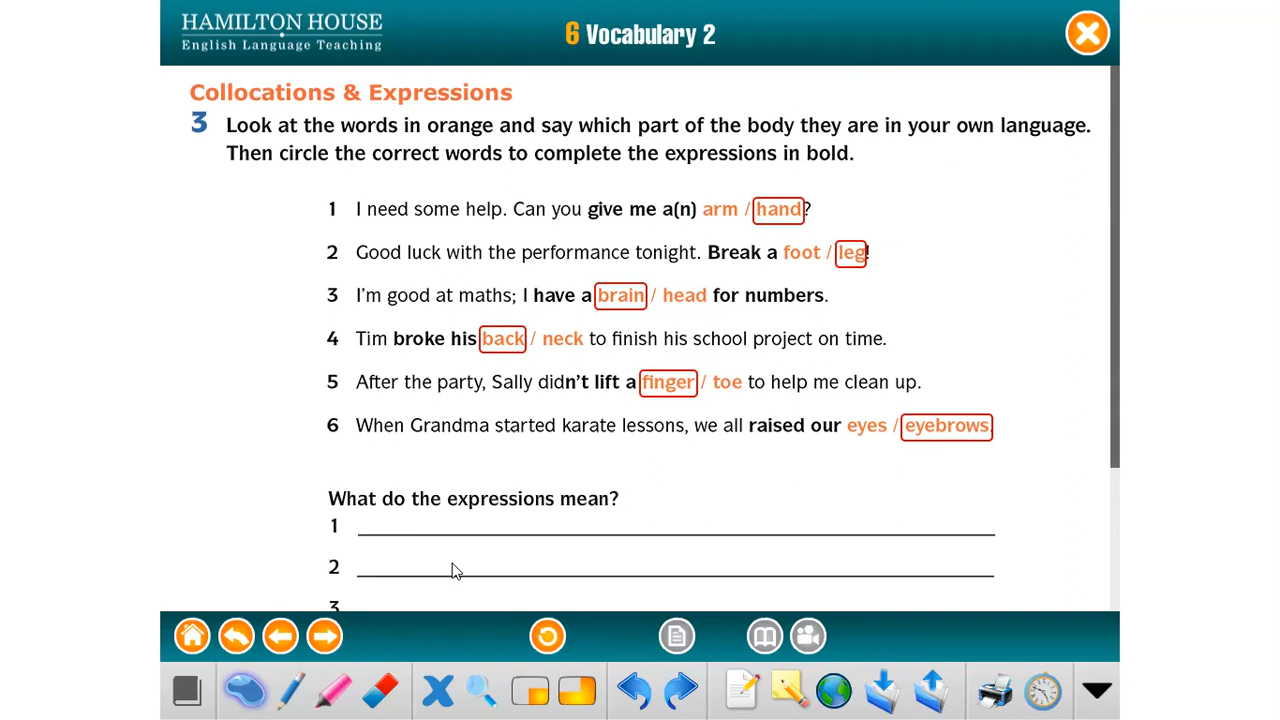 HAMILTON HOUSE
English Language Teaching
6 Vocabulary 2
Collocations & Expressions
3 Look at the words in orange and say which part of the body they are in your own language.
Then circle the correct words to complete the expressions in bold.
1 I need some help. Can you give me a(n) arm / hand?
2 Good luck with the performance tonight. Break a foot / leg!
3 I'm good at maths; I have a brain / head for numbers.
4 Tim broke his back / neck to finish his school project on time.
5 After the party, Sally didn't lift a finger / toe to help me clean up.
6 When Grandma started karate lessons, we all raised our eyes / eyebrows.
What do the expressions mean?
1
2
3